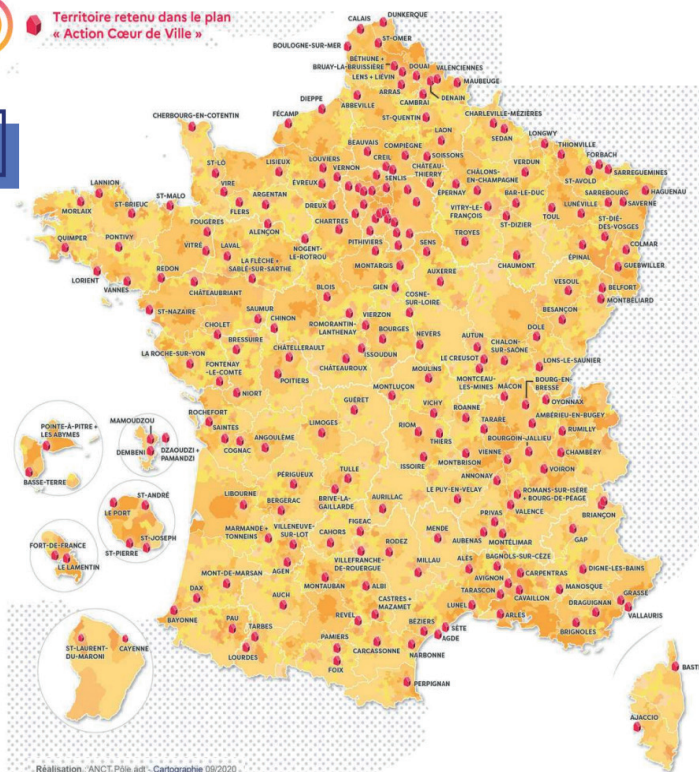 Territoire retenu dans le plan
« Action Cœur de Ville »
DUNKERQUE
CALAIS
ST-OMER
BOULOGNE-SUR-MER
BÉTHUNE +
BRUAY-LA-BUISSIÈRE
DOUAI
VALENCIENNES
LENS + LIÉVIN
MAUBEUGE
ARRAS
DENAIN
CAMBRAI
ABBEVILLE
DIEPPE
CHERBOURG-EN-COTENTIN
FÉCAMP
ST-QUENTIN
CHARLEVILLE-MÉZIÈRES
SEDAN
LAON
LONGWY
THIONVILLE
FORBACH
SARREGUEMINES
BEAUVAIS
COMPIÈGNE
SOISSONS
VERDUN
ST-LÔ
LISIEUX
LOUVIERS
CREIL
VERNON
SENLIS
CHÂTEAU-
THIERRY
CHÂLONS-
EN-CHAMPAGNE
ST-AVOLD
SARREBOURG
HAGUENAU
SAVERNE
VIRE
ÉVREUX
ÉPERNAY
BAR-LE-DUC
LUNÉVILLE
LANNION
ST-MALO
ARGENTAN
DREUX
VITRY-LE-
FRANÇOIS
TOUL
ST-DIÉ-
DES-VOSGES
MORLAIX
ST-BRIEUC
FLERS
ST-DIZIER
FOUGÈRES
ALENÇON
CHARTRES
TROYES
QUIMPER
PONTIVY
VITRÉ
LAVAL
NOGENT-
LE-ROTROU
PITHIVIERS
SENS
ÉPINAL
COLMAR
LA FLÈCHE +
SABLÉ-SUR-SARTHE
MONTARGIS
CHAUMONT
GUEBWILLER
LORIENT
VANNES
REDON
AUXERRE
CHÂTEAUBRIANT
BLOIS
GIEN
VESOUL
BELFORT
COSNE-
SUR-LOIRE
MONTBÉLIARD
ST-NAZAIRE
SAUMUR
CHINON
VIERZON
BESANÇON
CHOLET
ROMORANTIN-
LANTHENAY
BOURGES
NEVERS
AUTUN
DOLE
BRESSUIRE
CHALON-
SUR-SAÔNE
LA ROCHE-SUR-YON
CHÂTELLERAULT
ISSOUDUN
LE CREUSOT
LONS-LE-SAUNIER
FONTENAY
-LE-COMTE
CHÂTEAUROUX
MOULINS
MONTCEAU-
LES-MINES
MÂCON
BOURG-EN-
BRESSE
POITIERS
NIORT
MONTLUÇON
OYONNAX
GUÉRET
VICHY
ROANNE
AMBÉRIEU-EN-BUGEY
ROCHEFORT
TARARE
RUMILLY
MAMOUDZOU
SAINTES
LIMOGES
RIOM
BOURGOIN-JALLIEU
POINTE-À-PITRE +
LES ABYMES
COGNAC
ANGOULÊME
THIERS
VIENNE
CHAMBÉRY
DEMBENI
DZAOUDZI +
PAMANDZI
ISSOIRE
MONTBRISON
VOIRON
BASSE-TERRE
PÉRIGUEUX
TULLE
ANNONAY
ST-ANDRÉ
LIBOURNE
BRIVE-LA-
GAILLARDE
LE PUY-EN-VELAY
ROMANS-SUR-ISÈRE
+ BOURG-DE-PÉAGE
LE PORT
BERGERAC
AURILLAC
VALENCE
BRIANÇON
PRIVAS
ST-JOSEPH
ST-PIERRE
MARMANDE +
TONNEINS
VILLENEUVE-
SUR-LOT
FIGEAC
CAHORS
MENDE
AUBENAS
MONTÉLIMAR
GAP
FORT-DE-FRANCE
RODEZ
LE LAMENTIN
AGEN
VILLEFRANCHE-
DE-ROUERGUE
MILLAU
ALÈS
BAGNOLS-SUR-CÈZE
DIGNE-LES-BAINS
MONT-DE-MARSAN
MONTAUBAN
ALBI
AVIGNON
CARPENTRAS
MANOSQUE
DAX
AUCH
CASTRES +
MAZAMET
TARASCON
CAVAILLON
GRASSE
DRAGUIGNAN
BAYONNE
REVEL
LUNEL
ARLES
VALLAURIS
PAU
TARBES
BÉZIERS
SÈTE
AGDE
BRIGNOLES
PAMIERS
CARCASSONNE
LOURDES
FOIX
NARBONNE
ST-LAURENT-
DU-MARONI
CAYENNE
PERPIGNAN
BAST
AJACCIO
Réalisation : ANCT Pôle adt - Cartographie 09/2020